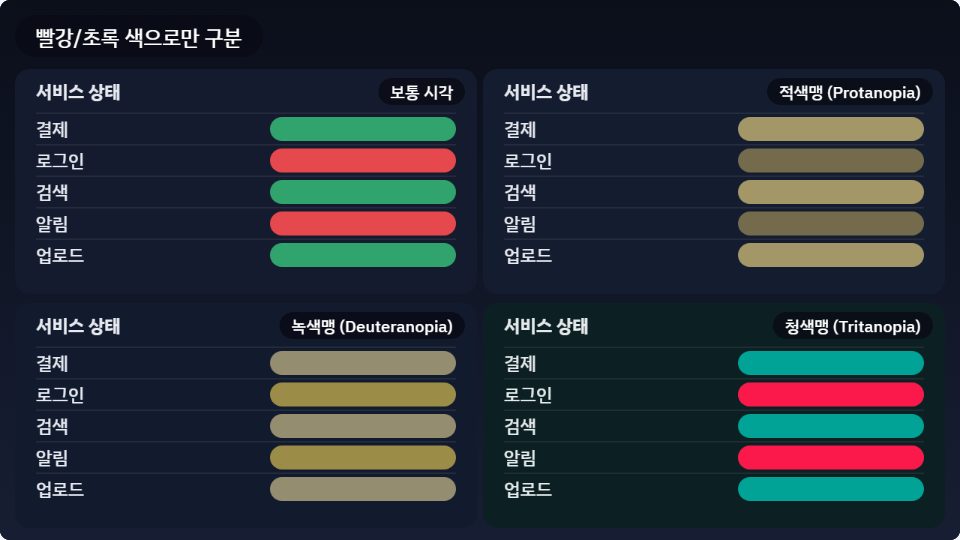 빨강/초록 색으로만 구분
서비스 상태 보통 시각
결제
로그인
검색
알림
업로드
서비스 상태 적색맹 (Protanopia)
결제
로그인
검색
알림
업로드
서비스 상태 녹색맹 (Deuteranopia)
결제
로그인
검색
알림
업로드
서비스 상태 청색맹 (Tritanopia)
결제
로그인
검색
알림
업로드